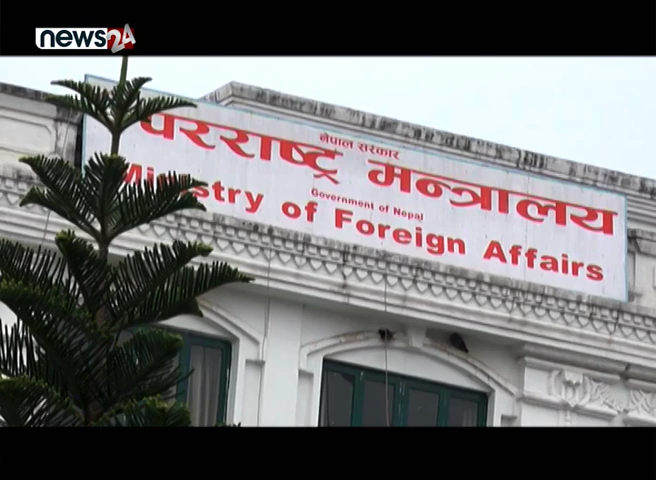 news24
नेपाल सरकार
परराष्ट्र मन्त्रालय
Government of Nepal
Ministry of Foreign Affairs